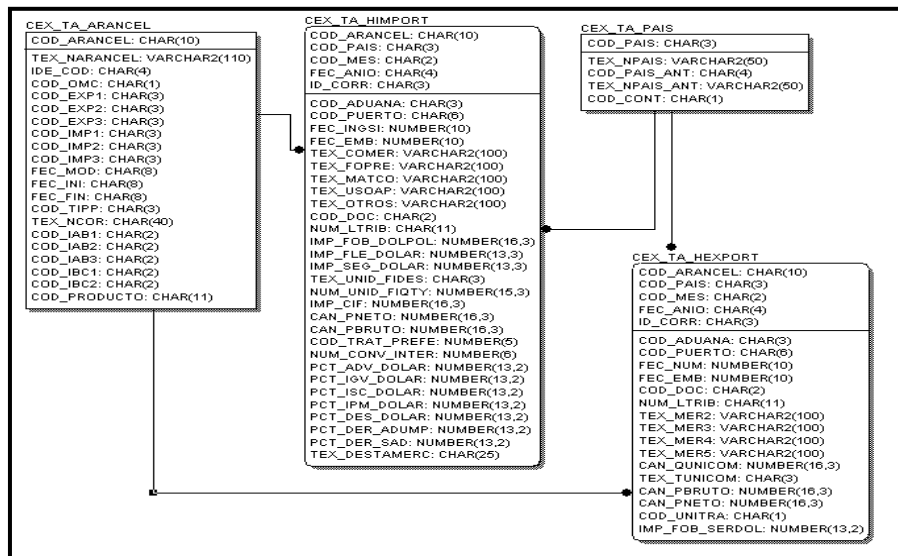 CEX_TA_ARANCEL
COD_ARANCEL: CHAR(10)
TEX_NARANCEL: VARCHAR2(110)
IDE_COD: CHAR(4)
COD_OMC: CHAR(1)
COD_EXP1: CHAR(3)
COD_EXP2: CHAR(3)
COD_EXP3: CHAR(3)
COD_IMP1: CHAR(3)
COD_IMP2: CHAR(3)
COD_IMP3: CHAR(3)
FEC_MOD: CHAR(8)
FEC_INI: CHAR(8)
FEC_FIN: CHAR(8)
COD_TIPP: CHAR(3)
TEX_NCOR: CHAR(40)
COD_IAB1: CHAR(2)
COD_IAB2: CHAR(2)
COD_IAB3: CHAR(2)
COD_IBC1: CHAR(2)
COD_IBC2: CHAR(2)
COD_PRODUCTO: CHAR(11)
CEX_TA_HIMPORT
COD_ARANCEL: CHAR(10)
COD_PAIS: CHAR(3)
COD_MES: CHAR(2)
FEC_ANIO: CHAR(4)
ID_CORR: CHAR(3)
COD_ADUANA: CHAR(3)
COD_PUERTO: CHAR(6)
FEC_INGSI: NUMBER(10)
FEC_EMB: NUMBER(10)
TEX_COMER: VARCHAR2(100)
TEX_FOPRE: VARCHAR2(100)
TEX_MATCO: VARCHAR2(100)
TEX_USOAP: VARCHAR2(100)
TEX_OTROS: VARCHAR2(100)
COD_DOC: CHAR(2)
NUM_LTRIB: CHAR(11)
IMP_FOB_DOLPOL: NUMBER(16,3)
IMP_FLE_DOLAR: NUMBER(13,3)
IMP_SEG_DOLAR: NUMBER(13,3)
TEX_UNID_FIDES: CHAR(3)
NUM_UNID_FIQTY: NUMBER(15,3)
IMP_CIF: NUMBER(16,3)
CAN_PNETO: NUMBER(16,3)
CAN_PBRUTO: NUMBER(16,3)
COD_TRAT_PREFE: NUMBER(5)
NUM_CONV_INTER: NUMBER(6)
PCT_ADV_DOLAR: NUMBER(13,2)
PCT_IGV_DOLAR: NUMBER(13,2)
PCT_ISC_DOLAR: NUMBER(13,2)
PCT_IPM_DOLAR: NUMBER(13,2)
PCT_DES_DOLAR: NUMBER(13,2)
PCT_DER_ADUMP: NUMBER(13,2)
PCT_DER_SAD: NUMBER(13,2)
TEX_DESTAMERC: CHAR(25)
CEX_TA_PAIS
COD_PAIS: CHAR(3)
TEX_NPAIS: VARCHAR2(50)
COD_PAIS_ANT: CHAR(4)
TEX_NPAIS_ANT: VARCHAR2(50)
COD_CONT: CHAR(1)
CEX_TA_HEXPORT
COD_ARANCEL: CHAR(10)
COD_PAIS: CHAR(3)
COD_MES: CHAR(2)
FEC_ANIO: CHAR(4)
ID_CORR: CHAR(3)
COD_ADUANA: CHAR(3)
COD_PUERTO: CHAR(6)
FEC_NUM: NUMBER(10)
FEC_EMB: NUMBER(10)
COD_DOC: CHAR(2)
NUM_LTRIB: CHAR(11)
TEX_MER2: VARCHAR2(100)
TEX_MER3: VARCHAR2(100)
TEX_MER4: VARCHAR2(100)
TEX_MER5: VARCHAR2(100)
CAN_QUNICOM: NUMBER(16,3)
TEX_TUNICOM: CHAR(3)
CAN_PBRUTO: NUMBER(16,3)
CAN_PNETO: NUMBER(16,3)
COD_UNITRA: CHAR(1)
IMP_FOB_SERDOL: NUMBER(13,2)